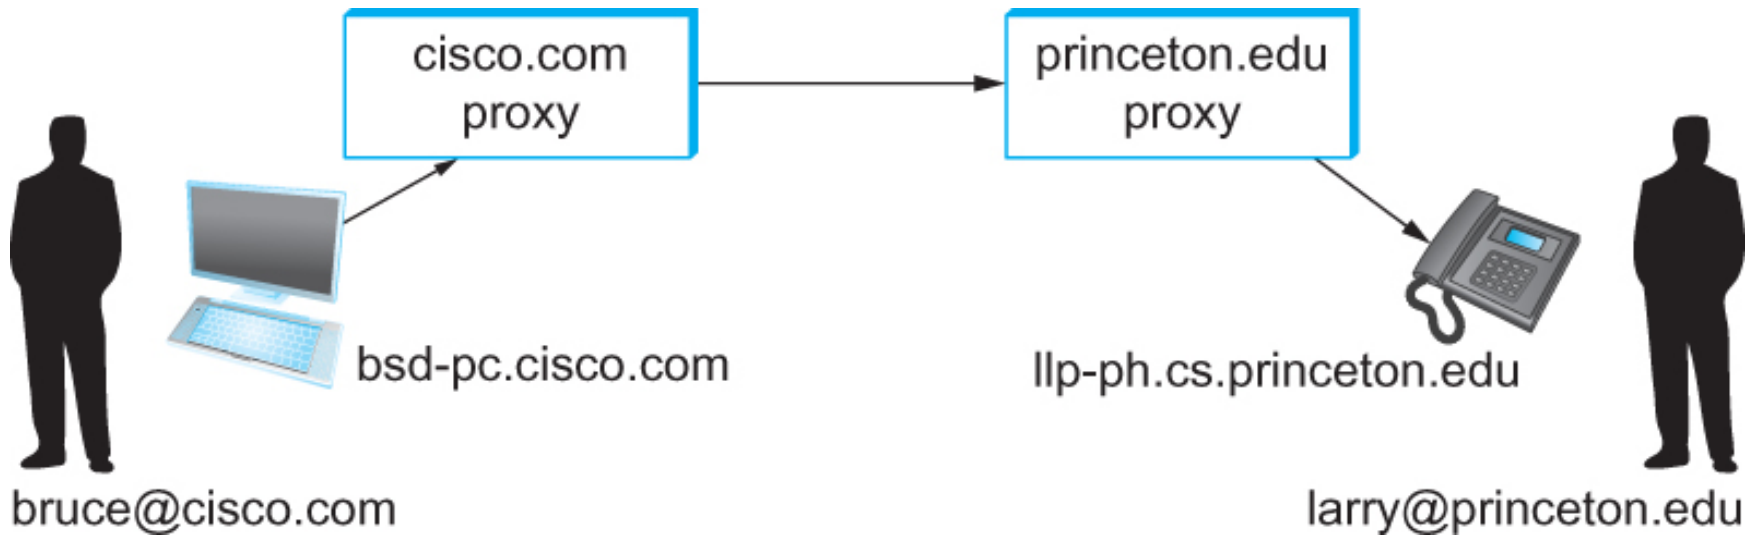 cisco.com
proxy
princeton.edu
proxy
bsd-pc.cisco.com
llp-ph.cs.princeton.edu
bruce@cisco.com
larry@princeton.edu